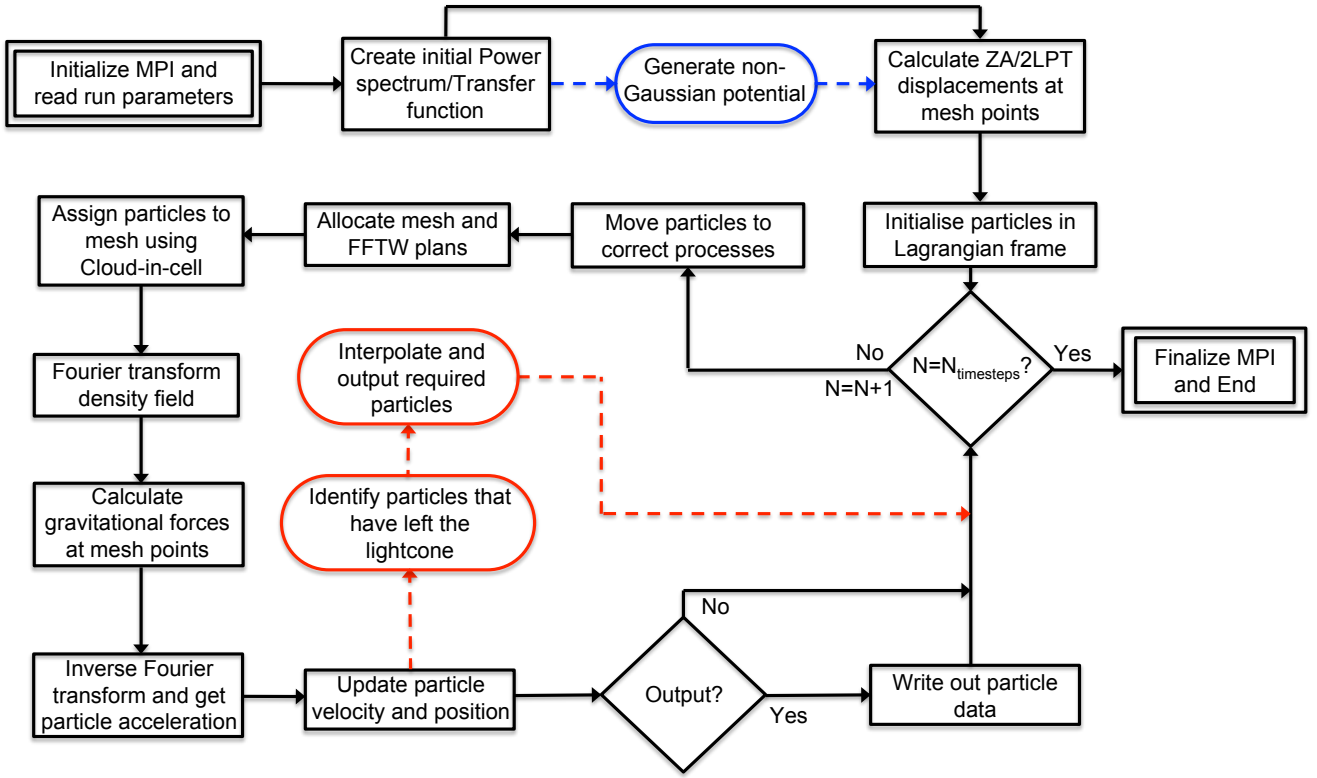 Initialize MPI and
read run parameters
Create initial Power
spectrum/Transfer
function
Generate non-
Gaussian potential
Calculate ZA/2LPT
displacements at
mesh points
Assign particles to
mesh using
Cloud-in-cell
Allocate mesh and
FFTW plans
Move particles to
correct processes
Initialise particles in
Lagrangian frame
Fourier transform
density field
Interpolate and
output required
particles
No
N=N+1
N=Ntimesteps?
Yes
Finalize MPI
and End
Calculate
gravitational forces
at mesh points
Identify particles that
have left the
lightcone
Inverse Fourier
transform and get
particle acceleration
Update particle
velocity and position
No
Output?
Yes
Write out particle
data